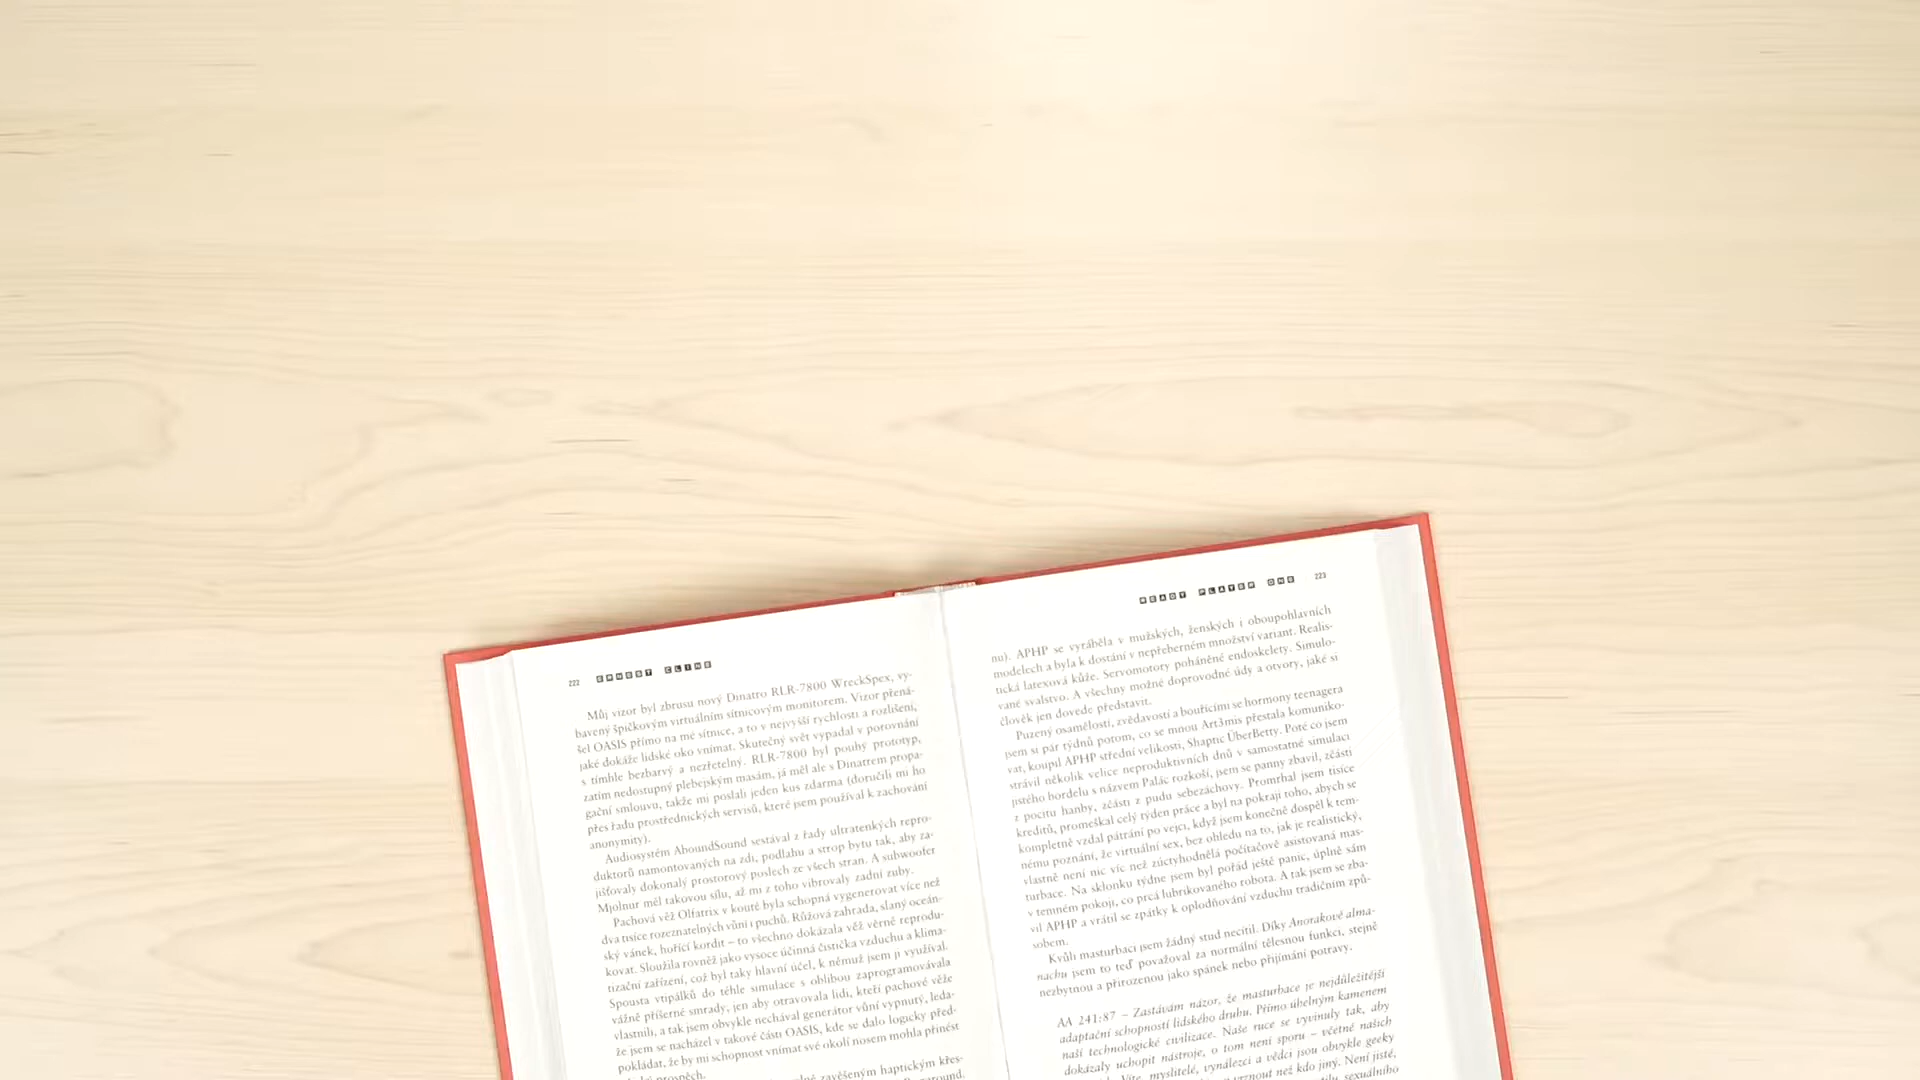 222 ERNEST CLINE
Můj vizor byl zbrusu nový Dinatro RLR-7800 WreckSpex, vy-
bavený špičkovým virtuálním sítnicovým monitorem. Vizor přená-
šel OASIS přímo na mé sítnice, a to v nejvyšší rychlosti a rozlišení,
jaké dokáže lidské oko vnímat. Skutečný svět vypadal v porovnání
s tímhle bezbarvý a nezřetelný. RLR-7800 byl pouhý prototyp,
zatím nedostupný plebejským masám, já měl ale s Dinatrem propa-
gační smlouvu, takže mi poslali jeden kus zdarma (doručili mi ho
přes řadu prostřednických servisů, které jsem používal k zachování
anonymity).
Audiosystém AboundSound sestával z řady ultratenkých repro-
duktorů namontovaných na zdi, podlahu a strop bytu tak, aby za-
jišťovaly dokonalý prostorový poslech ze všech stran. A subwoofer
Mjolnur měl takovou sílu, až mi z toho vibrovaly zadní zuby.
Pachová věž Olfatrix v koutě byla schopná vygenerovat více než
dva tisíce rozeznatelných vůní i puchů. Růžová zahrada, slaný oceán-
ský vánek, hořící kordit – to všechno dokázala věž věrně reprodu-
kovat. Sloužila rovněž jako vysoce účinná čistička vzduchu a klima-
tizační zařízení, což byl taky hlavní účel, k němuž jsem ji využíval.
Spousta vtipálků do téhle simulace s oblibou zaprogramovávala
vážně příšerné smrady, jen aby otravovala lidi, kteří pachové věže
vlastnili, a tak jsem obvykle nechával generátor vůní vypnutý, leda-
že jsem se nacházel v takové části OASIS, kde se dalo logicky před-
pokládat, že by mi schopnost vnímat své okolí nosem mohla přinést
prospěch.
zavěšeným haptickým křes-
READY PLAYER ONE 223
nu). APHP se vyráběla v mužských, ženských i oboupohlavních
modelech a byla k dostání v nepřeberném množství variant. Realis-
tická latexová kůže. Servomotory poháněné endoskelety. Simulo-
vané svalstvo. A všechny možné doprovodné údy a otvory, jaké si
člověk jen dovede představit.
Puzený osamělostí, zvědavostí a bouřícími se hormony teenagera
jsem si pár týdnů potom, co se mnou Art3mis přestala komuniko-
vat, koupil APHP střední velikosti, Shaptic ÜberBetty. Poté co jsem
strávil několik velice neproduktivních dnů v samostatné simulaci
jistého bordelu s názvem Palác rozkoší, jsem se panny zbavil, zčásti
z pocitu hanby, zčásti z pudu sebezáchovy. Promrhal jsem tisíce
kreditů, promeškal celý týden práce a byl na pokraji toho, abych se
kompletně vzdal pátrání po vejci, když jsem konečně dospěl k tem-
nému poznání, že virtuální sex, bez ohledu na to, jak je realistický,
vlastně není nic víc než zúctyhodnělá počítačově asistovaná mas-
turbace. Na sklonku týdne jsem byl pořád ještě panic, úplně sám
v temném pokoji, co prcá lubrikovaného robota. A tak jsem se zba-
vil APHP a vrátil se zpátky k oplodňování vzduchu tradičním způ-
sobem.
Kvůli masturbaci jsem žádný stud necítil. Díky Anorakově alma-
nachu jsem to teď považoval za normální tělesnou funkci, stejně
nezbytnou a přirozenou jako spánek nebo přijímání potravy.
AA 241:87 – Zastávám názor, že masturbace je nejdůležitější
adaptační schopností lidského druhu. Přímo úhelným kamenem
naší technologické civilizace. Naše ruce se vyvinuly tak, aby
dokázaly uchopit nástroje, o tom není sporu – včetně našich
Víte, myslitelé, vynálezci a vědci jsou obvykle geeky
vrznout než kdo jiný. Není jisté,
sexuálního